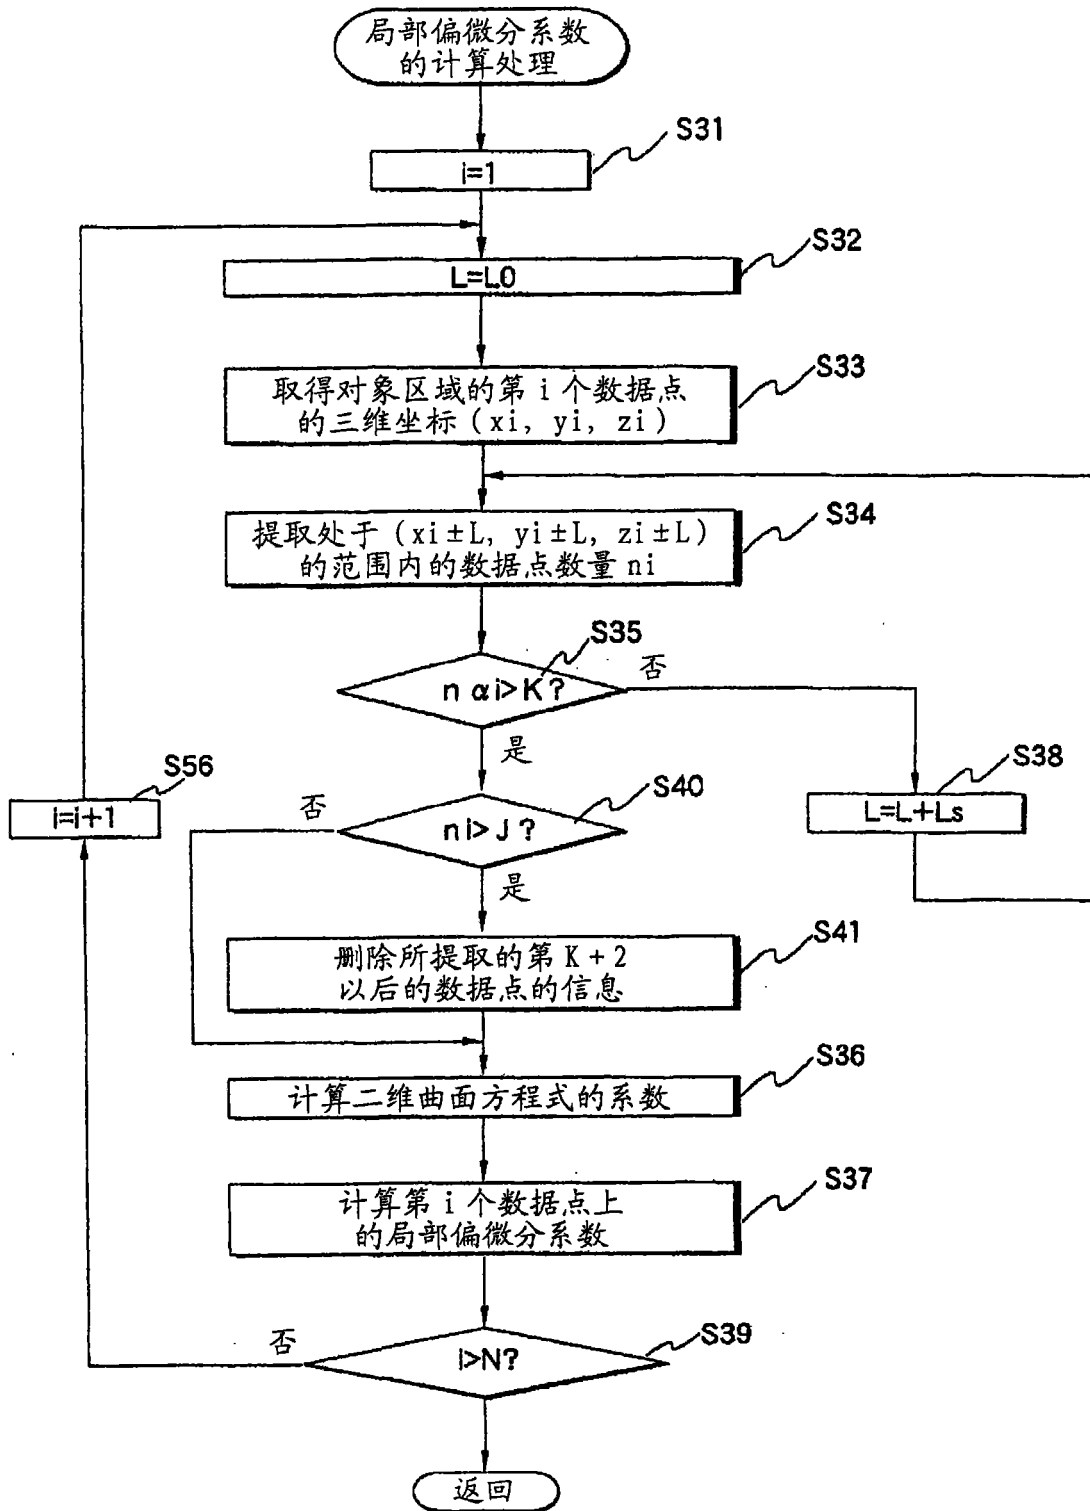 局部偏微分系数
的计算处理
S31
i=1
S32
L=L0
S33
取得对象区域的第 i 个数据点
的三维坐标 (xi, yi, zi)
S34
提取处于 (xi±L, yi±L, zi±L)
的范围内的数据点数量 ni
S35
n αi>K?
否
是
S38
L=L+Ls
S56
i=i+1
S40
ni>J?
否
是
S41
删除所提取的第 K+2
以后的数据点的信息
S36
计算二维曲面方程式的系数
S37
计算第 i 个数据点上
的局部偏微分系数
S39
i>N?
否
返回